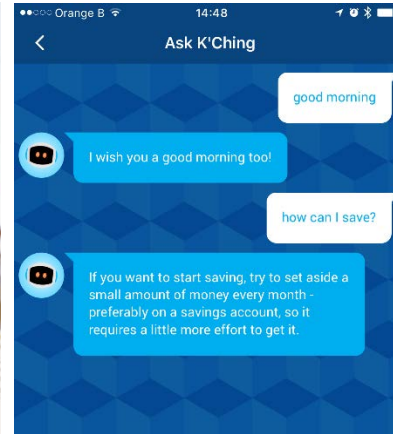 Orange B 14:48
Ask K'Ching
good morning
I wish you a good morning too!
how can I save?
If you want to start saving, try to set aside a
small amount of money every month -
preferably on a savings account, so it
requires a little more effort to get it.